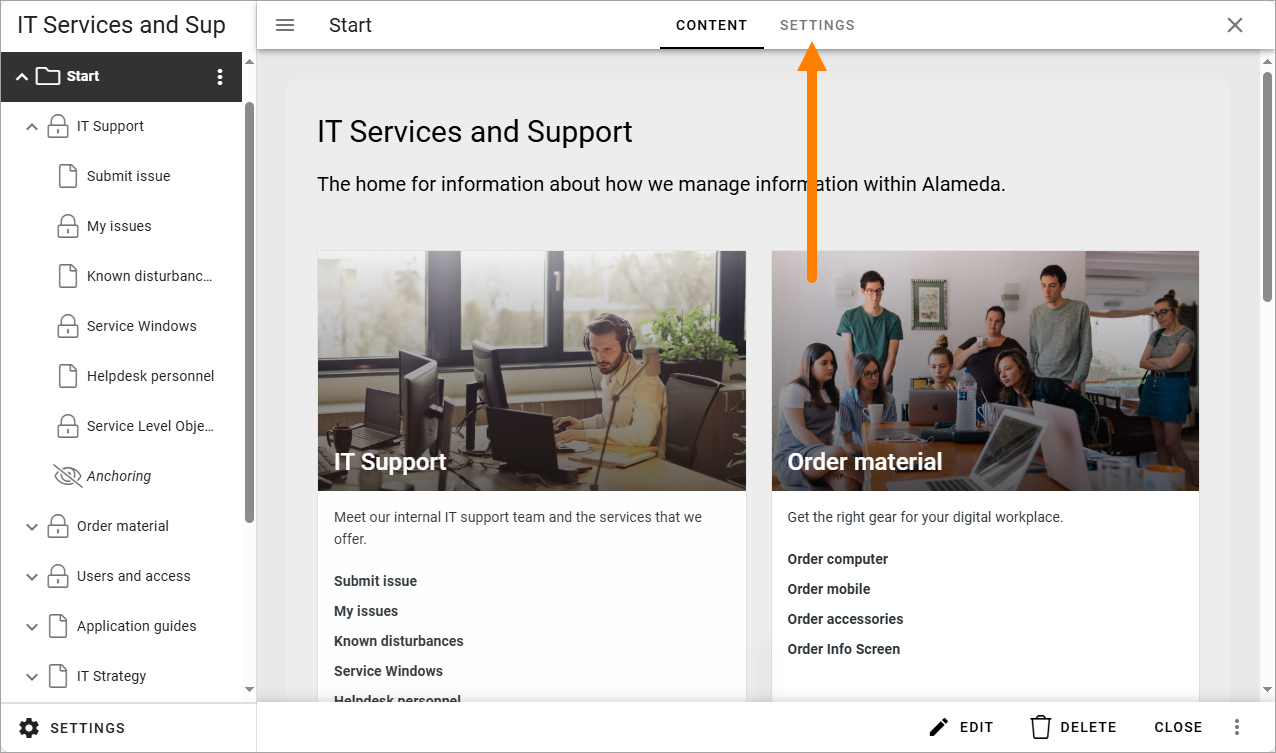 IT Services and Sup
Start
IT Support
Submit issue
My issues
Known disturbanc...
Service Windows
Helpdesk personnel
Service Level Obje...
Anchoring
Order material
Users and access
Application guides
IT Strategy
SETTINGS
Start
CONTENT
SETTINGS
IT Services and Support
The home for information about how we manage information within Alameda.
IT Support
Meet our internal IT support team and the services that we
offer.
Submit issue
My issues
Known disturbances
Service Windows
Helpdesk personnel
Order material
Get the right gear for your digital workplace.
Order computer
Order mobile
Order accessories
Order Info Screen
EDIT
DELETE
CLOSE